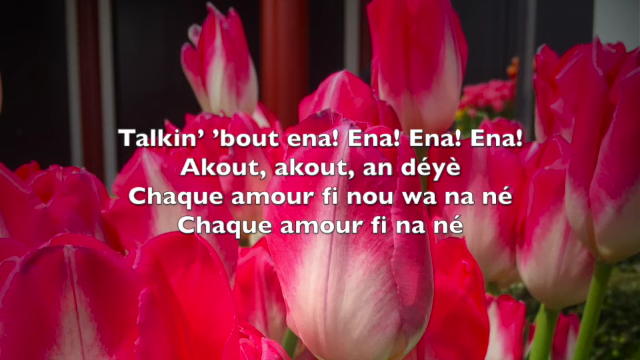 Talkin’ ’bout ena! Ena! Ena! Ena!
Akout, akout, an déyè
Chaque amour fi nou wa na né
Chaque amour fi na né